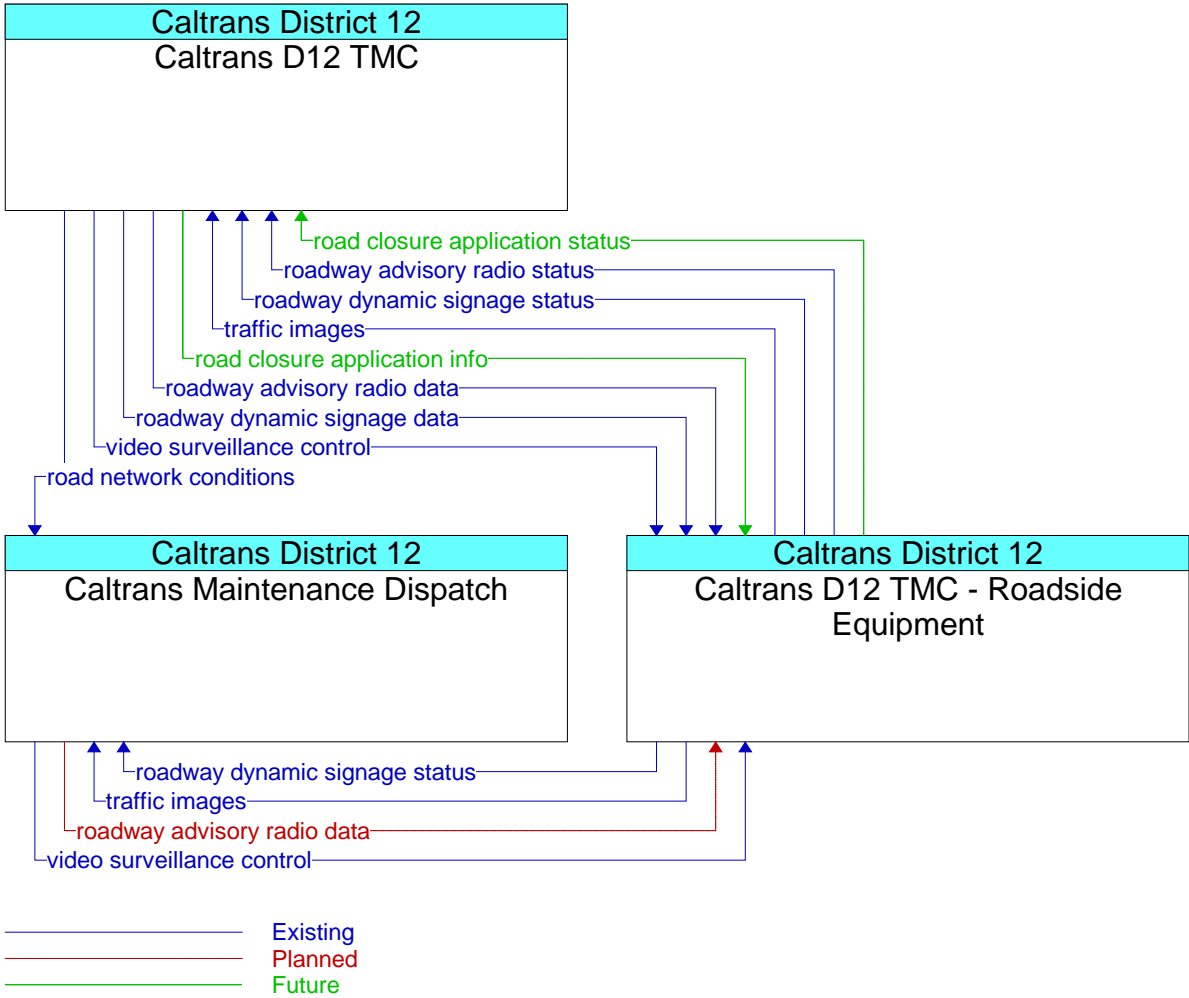 Caltrans District 12
Caltrans D12 TMC
road closure application status
roadway advisory radio status
roadway dynamic signage status
traffic images
road closure application info
roadway advisory radio data
roadway dynamic signage data
video surveillance control
road network conditions
Caltrans District 12
Caltrans Maintenance Dispatch
Caltrans District 12
Caltrans D12 TMC - Roadside
Equipment
roadway dynamic signage status
traffic images
roadway advisory radio data
video surveillance control
Existing
Planned
Future